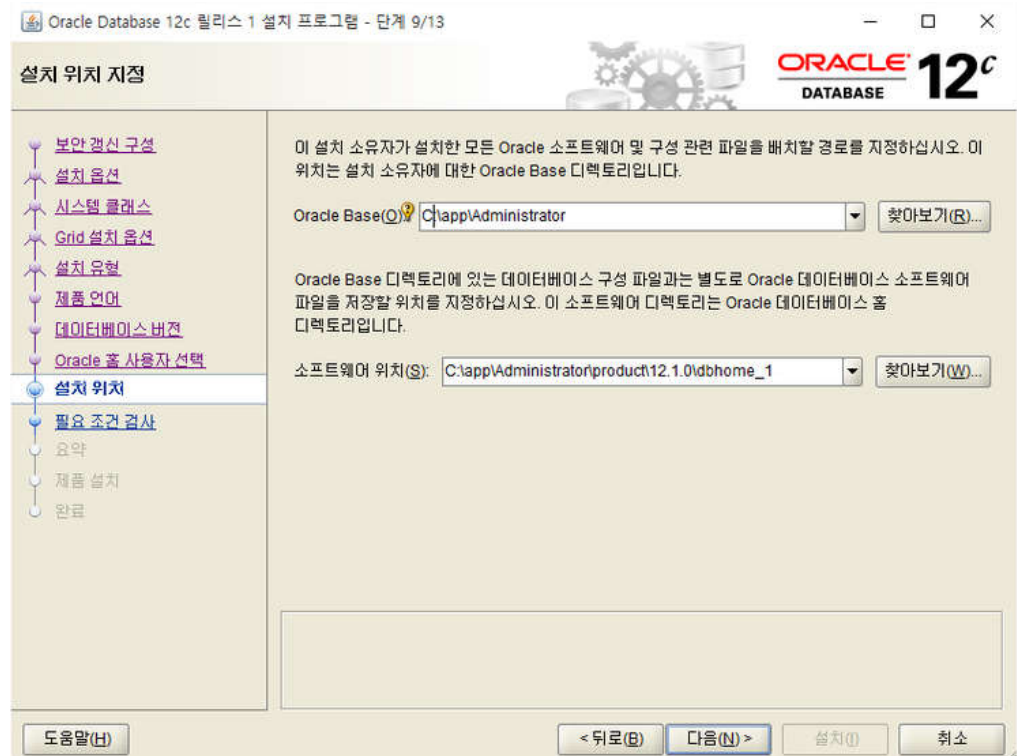 Oracle Database 12c 릴리스 1 설치 프로그램 - 단계 9/13
설치 위치 지정
ORACLE
DATABASE
12c
보안 갱신 구성
설치 옵션
시스템 클래스
Grid 설치 옵션
설치 유형
제품 언어
데이터베이스 버전
Oracle 홈 사용자 선택
설치 위치
필요 조건 검사
요약
제품 설치
완료
이 설치 소유자가 설치한 모든 Oracle 소프트웨어 및 구성 관련 파일을 배치할 경로를 지정하십시오. 이
위치는 설치 소유자에 대한 Oracle Base 디렉토리입니다.
Oracle Base(O): C:\app\Administrator 찾아보기(R)...
Oracle Base 디렉토리에 있는 데이터베이스 구성 파일과는 별도로 Oracle 데이터베이스 소프트웨어
파일을 저장할 위치를 지정하십시오. 이 소프트웨어 디렉토리는 Oracle 데이터베이스 홈
디렉토리입니다.
소프트웨어 위치(S): C:\app\Administrator\product\12.1.0\dbhome_1 찾아보기(W)...
도움말(H) < 뒤로(B) 다음(N) > 설치(I) 취소